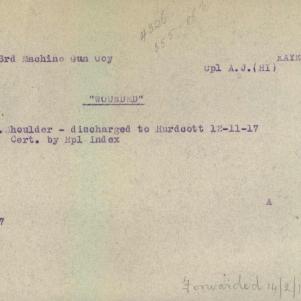 3rd Machine Gun Coy
Cpl A.J.(HI)
"WOUNDED"
Shoulder - discharged to Hurdcott 12-11-17
Cert. by Hpl Index
A
7
Forwarded 14/2/1